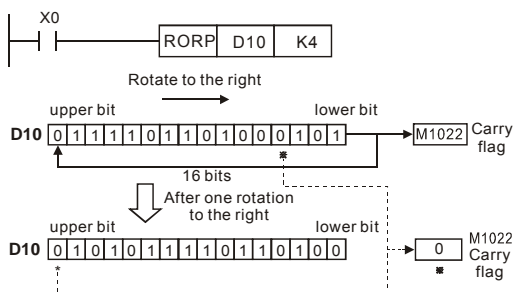 X0
RORP D10 K4
Rotate to the right
upper bit lower bit
D10 0 1 1 1 1 0 1 1 0 1 0 0 0 1 0 1 M1022 Carry flag
※
16 bits
After one rotation
to the right
upper bit lower bit
D10 0 1 0 1 0 1 1 1 1 0 1 1 0 1 0 0 0 M1022 Carry flag
* ※